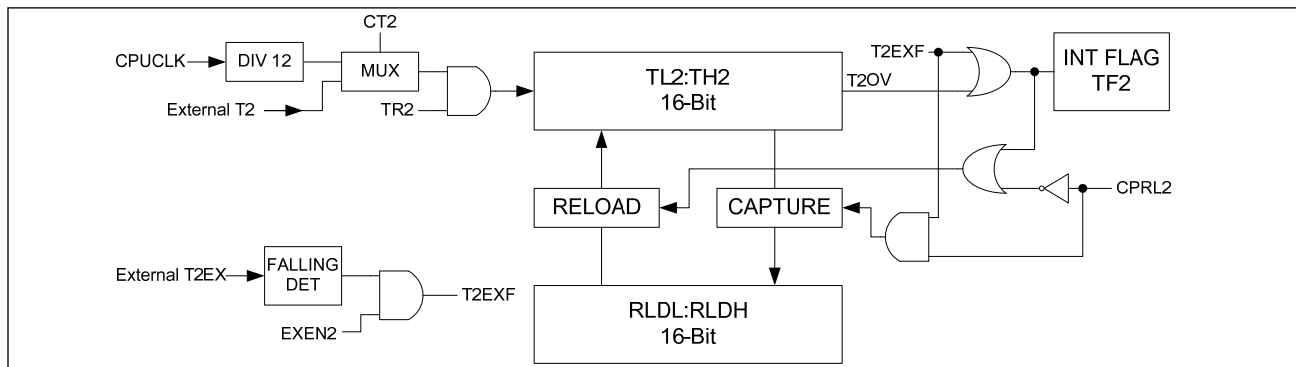 CT2
CPUCLK
DIV 12
MUX
External T2
TR2
TL2:TH2
16-Bit
T2EXF
T2OV
INT FLAG
TF2
RELOAD
CAPTURE
CPRL2
External T2EX
FALLING
DET
EXEN2
T2EXF
RLDL:RLDH
16-Bit